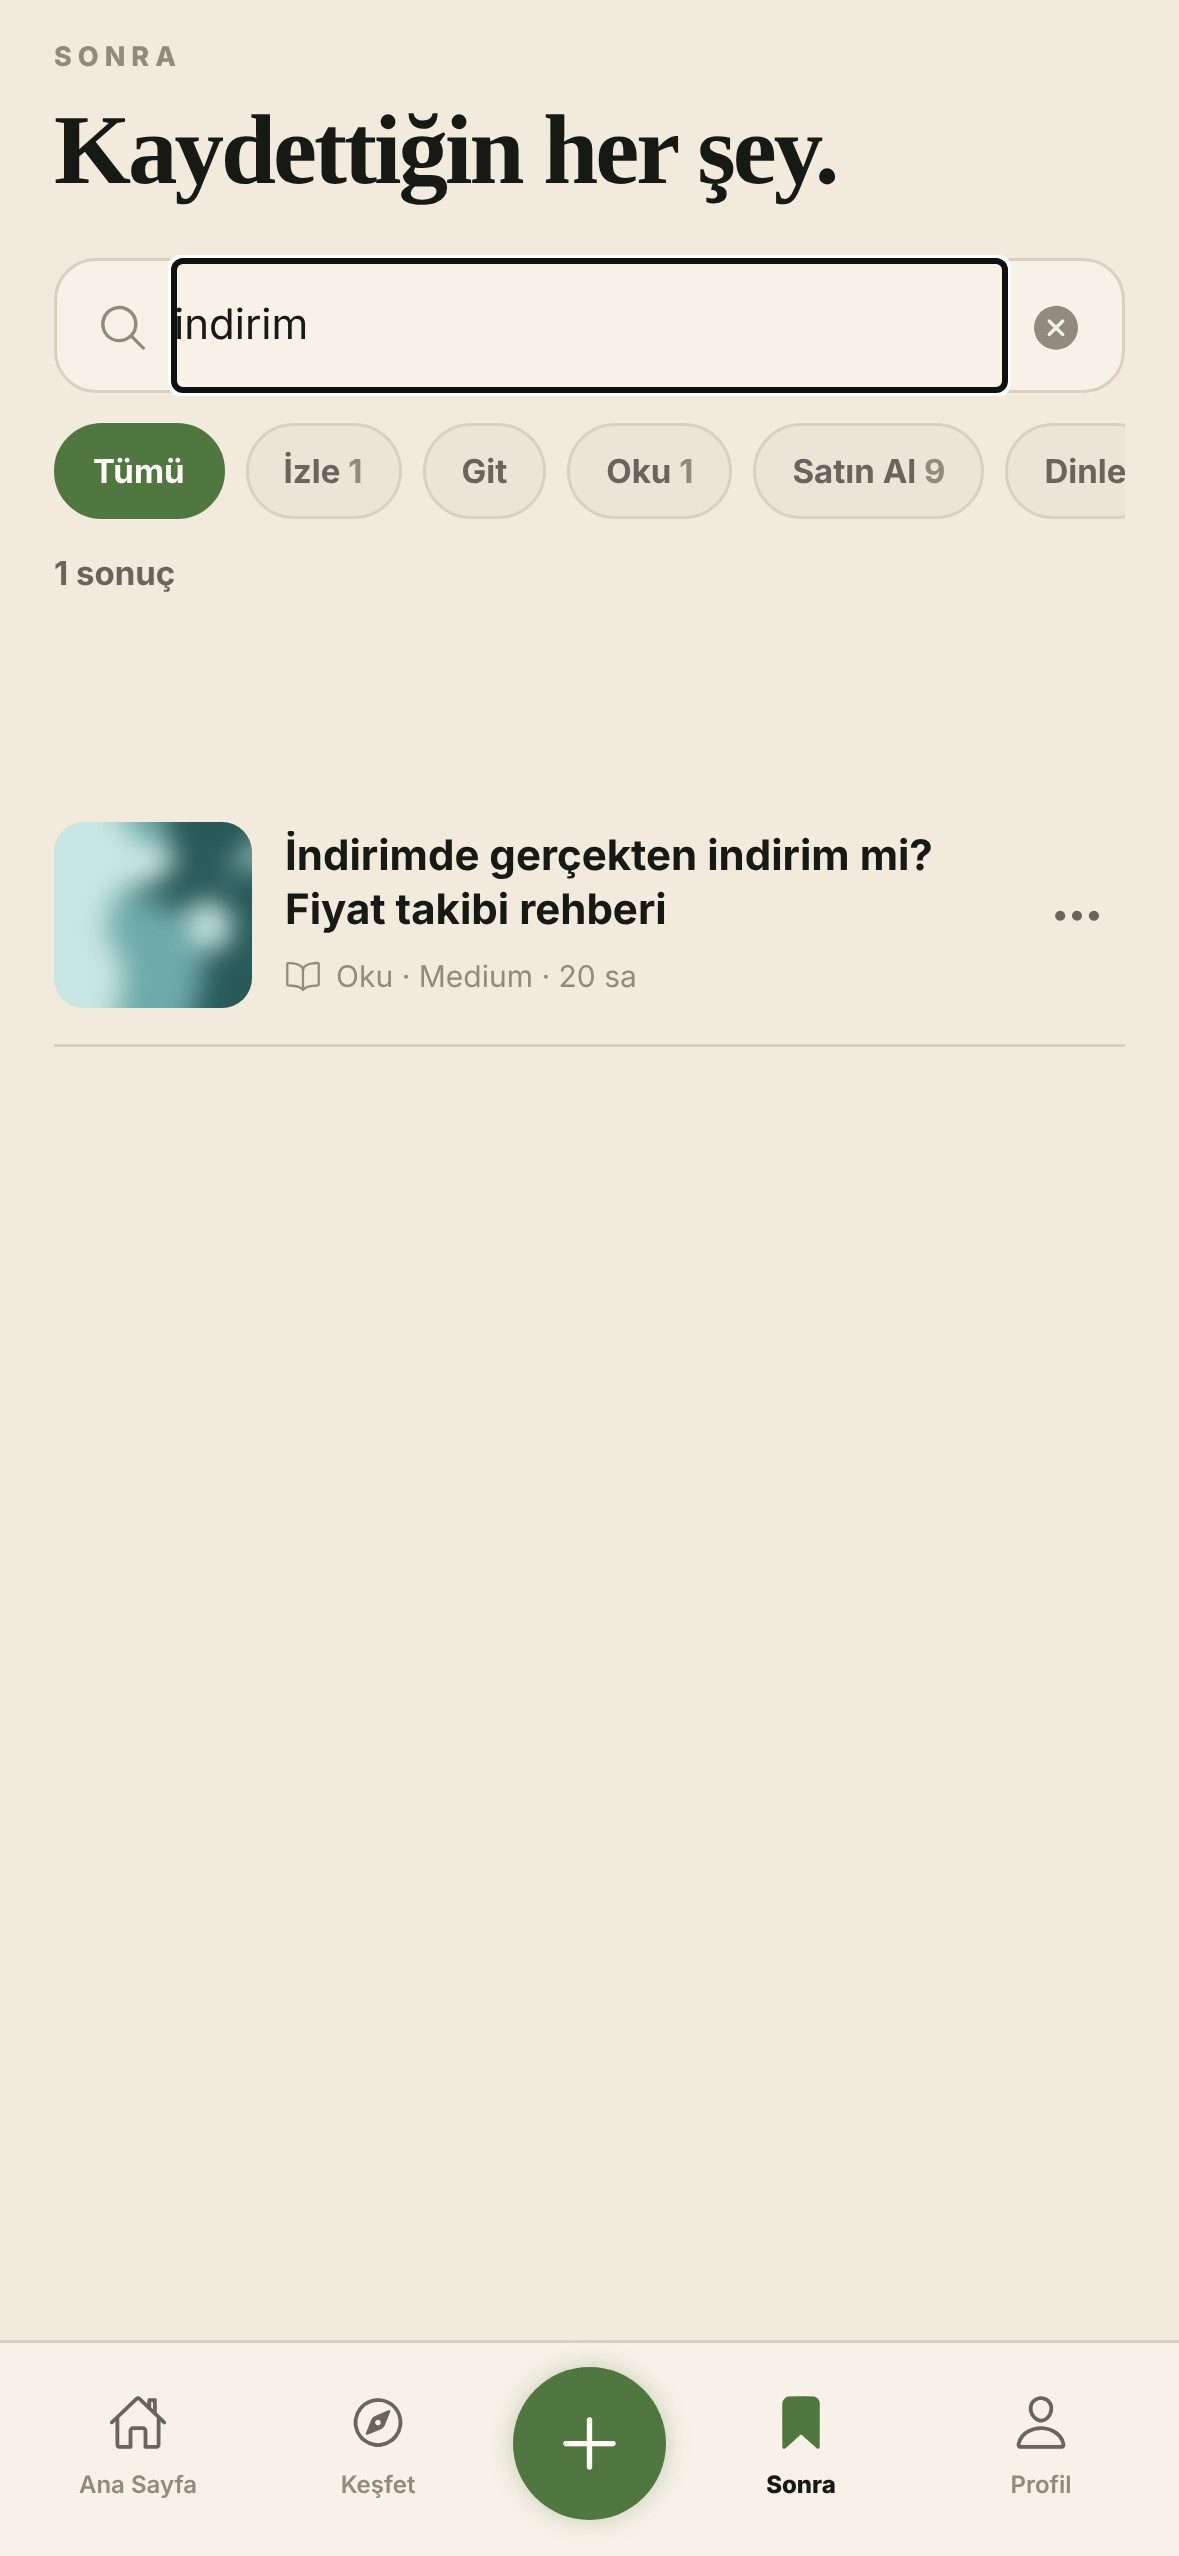 SONRA
Kaydettiğin her şey.
indirim
Tümü İzle 1 Git Oku 1 Satın Al 9 Dinle
1 sonuç
İndirimde gerçekten indirim mi?
Fiyat takibi rehberi
Oku · Medium · 20 sa
Ana Sayfa Keşfet Sonra Profil